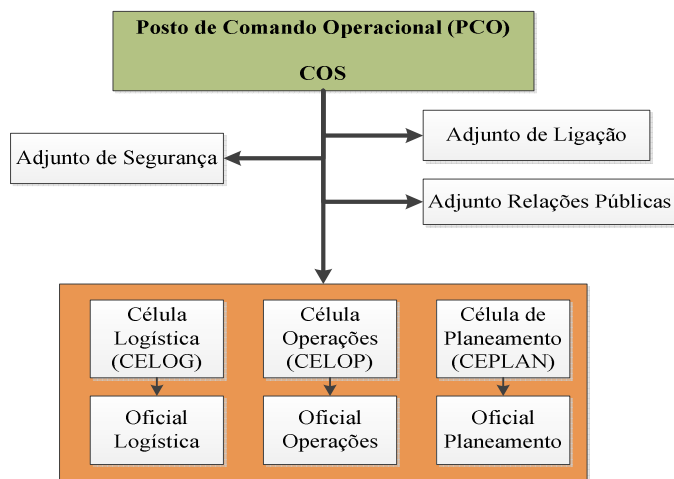 Posto de Comando Operacional (PCO)
COS
Adjunto de Ligação
Adjunto de Segurança
Adjunto Relações Públicas
Célula
Logística
(CELOG)
Célula
Operações
(CELOP)
Célula de
Planeamento
(CEPLAN)
Oficial
Logística
Oficial
Operações
Oficial
Planeamento